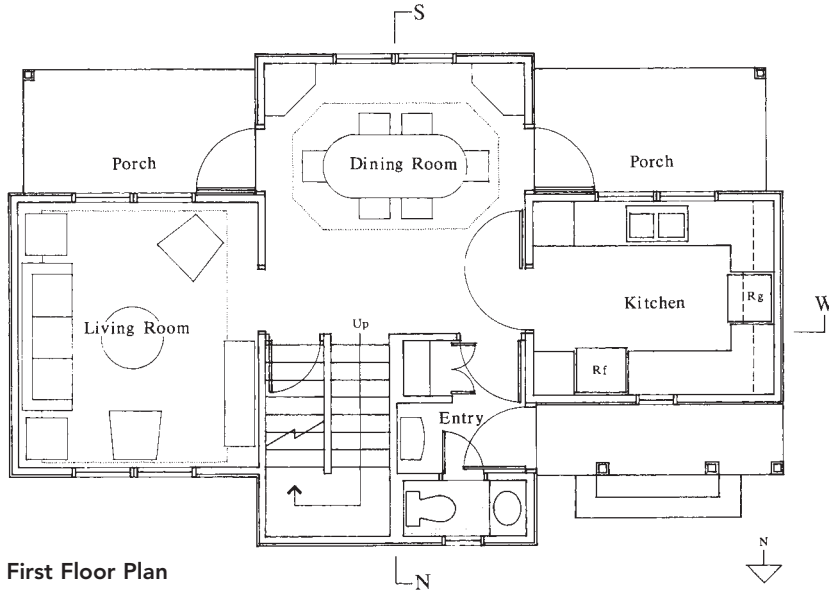 S
Porch
Dining Room
Porch
Living Room
Up
Kitchen
Rg
W
Rf
Entry
N
First Floor Plan
N